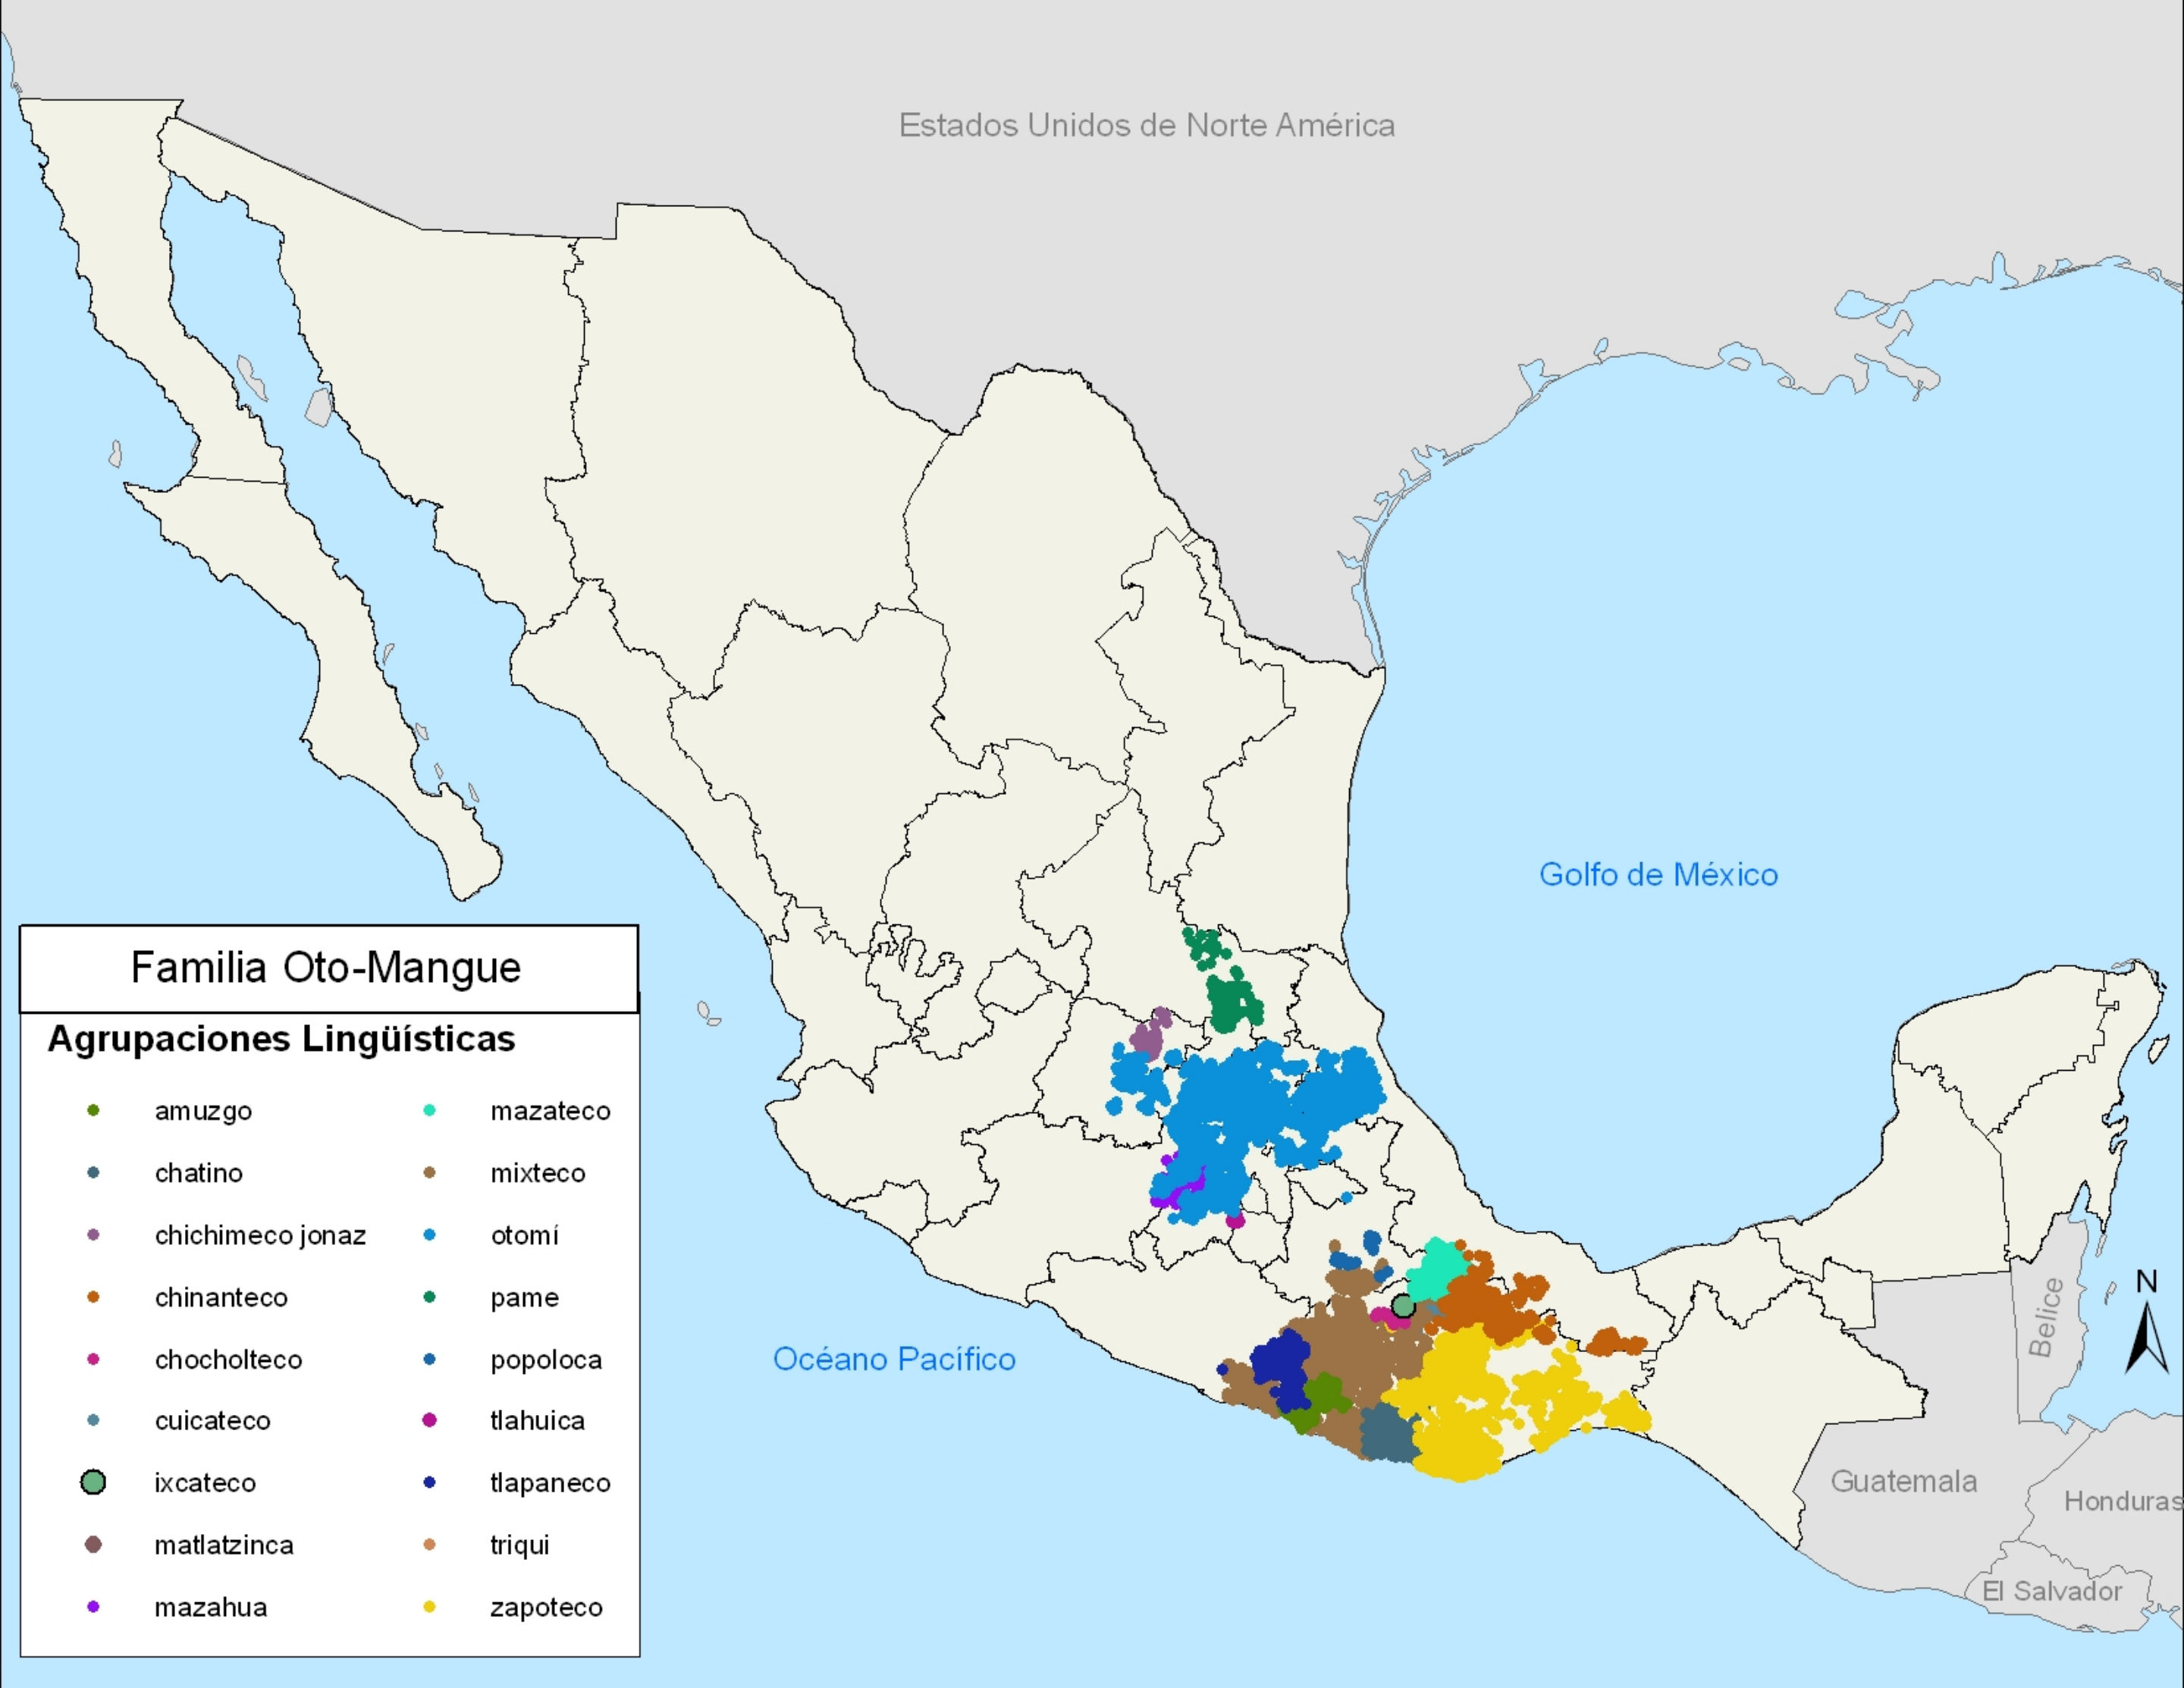 Estados Unidos de Norte América
Golfo de México
Océano Pacífico
Belice
N
Guatemala
Honduras
El Salvador
Familia Oto-Mangue
Agrupaciones Lingüísticas
amuzgo
chatino
chichimeco jonaz
chinanteco
chocholteco
cuicateco
ixcateco
matlatzinca
mazahua
mazateco
mixteco
otomí
pame
popoloca
tlahuica
tlapaneco
triqui
zapoteco